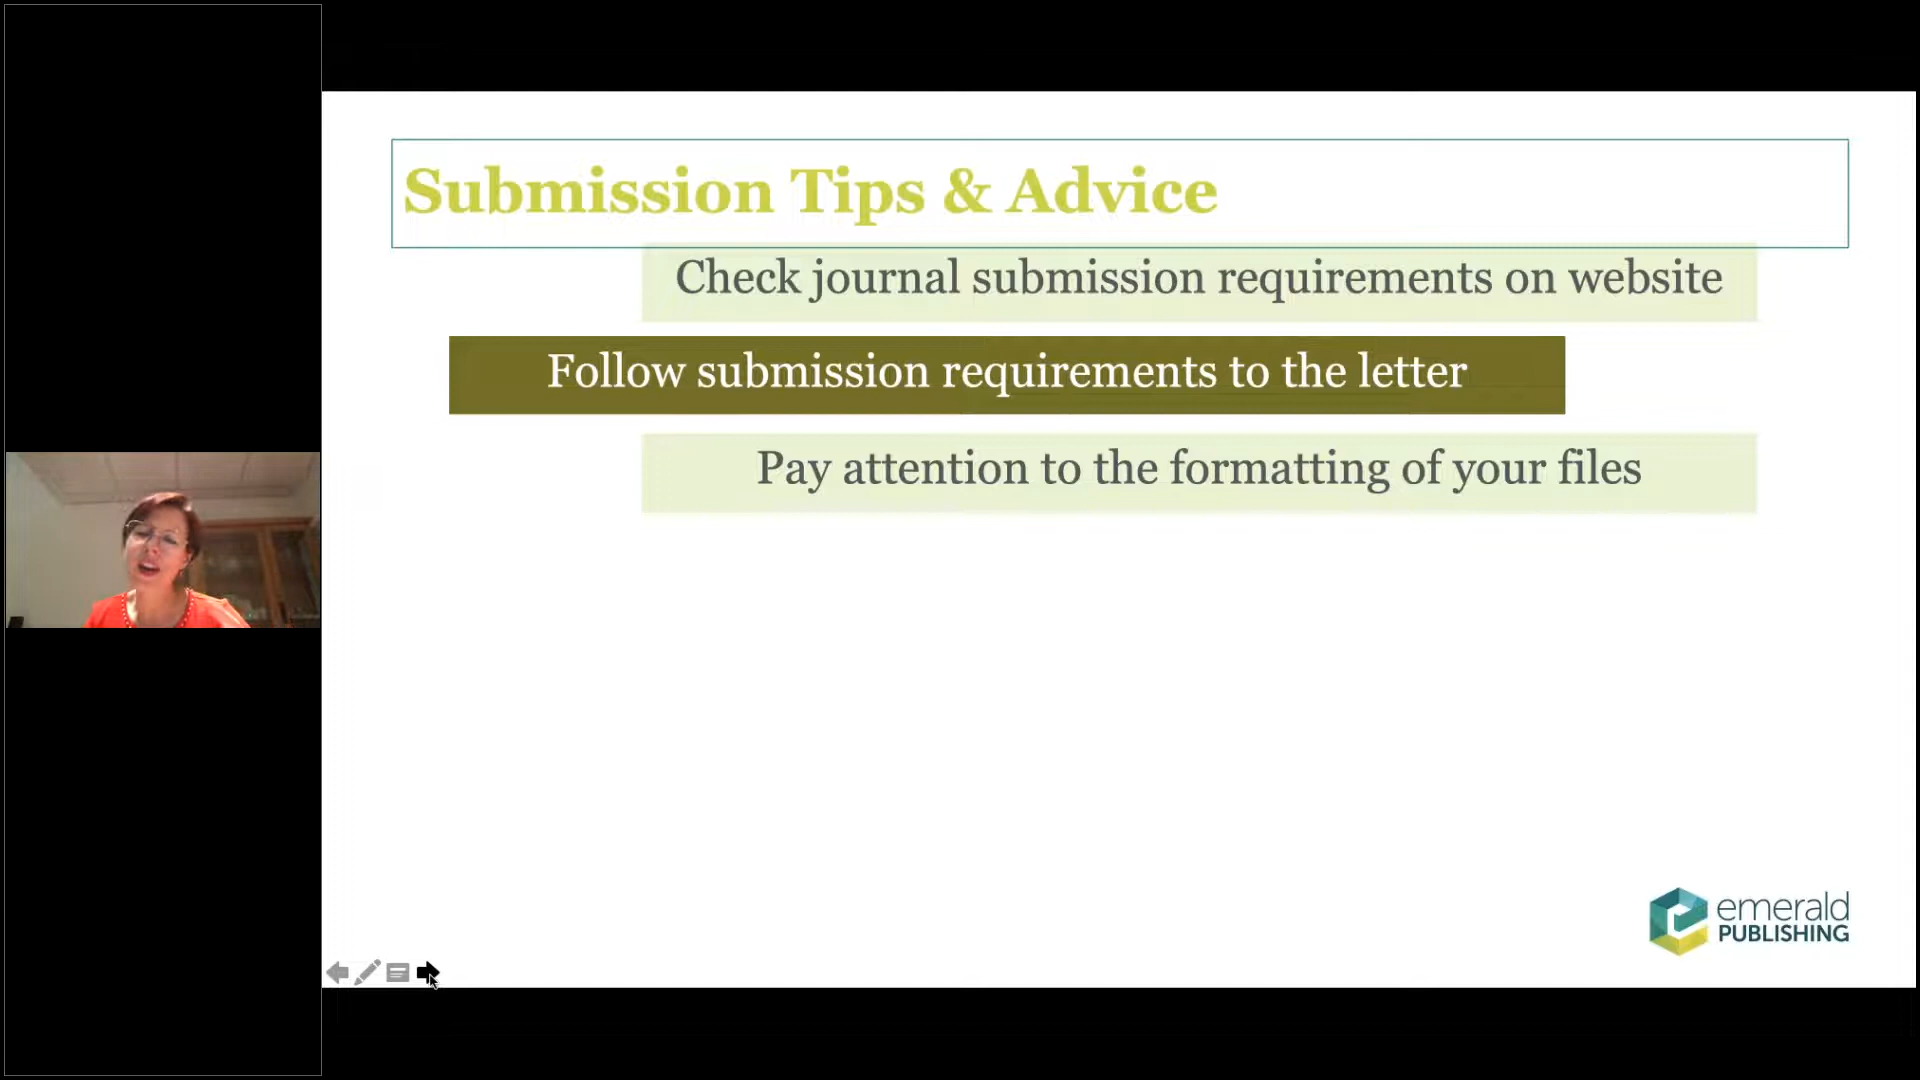 Submission Tips & Advice
Check journal submission requirements on website
Follow submission requirements to the letter
Pay attention to the formatting of your files
emerald
PUBLISHING